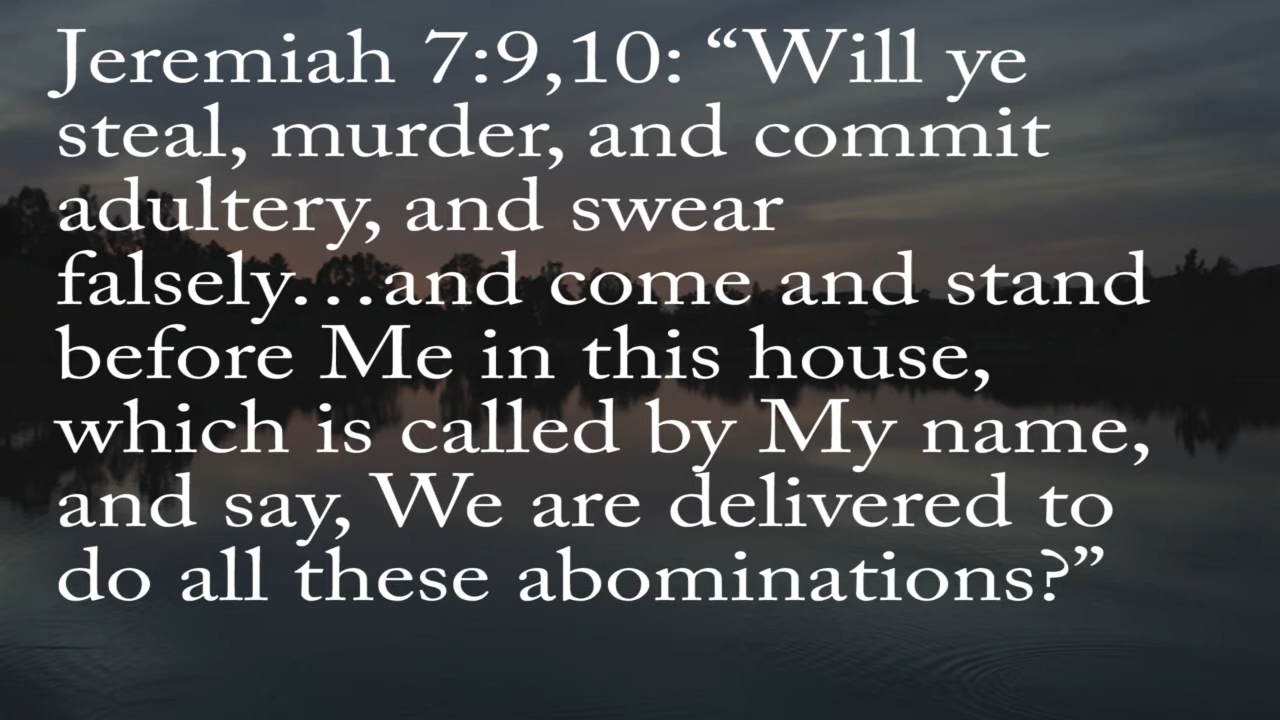 Jeremiah 7:9,10: “Will ye
steal, murder, and commit
adultery, and swear
falsely…and come and stand
before Me in this house,
which is called by My name,
and say, We are delivered to
do all these abominations?”